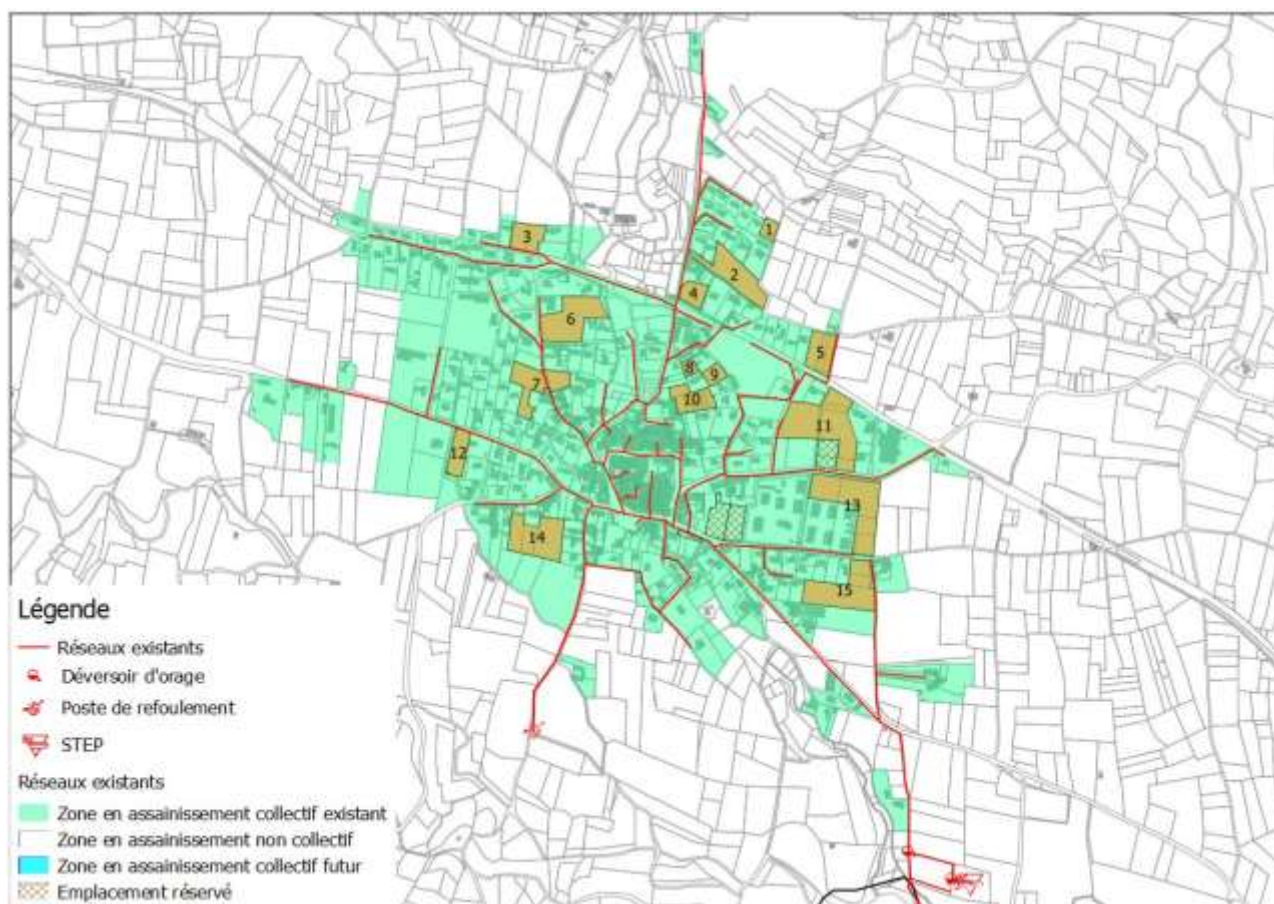 1
2
3
4
5
6
7
8
9
10
11
12
13
14
15
Légende
Réseaux existants
Déversoir d'orage
Poste de refoulement
STEP
Réseaux existants
Zone en assainissement collectif existant
Zone en assainissement non collectif
Zone en assainissement collectif futur
Emplacement réservé